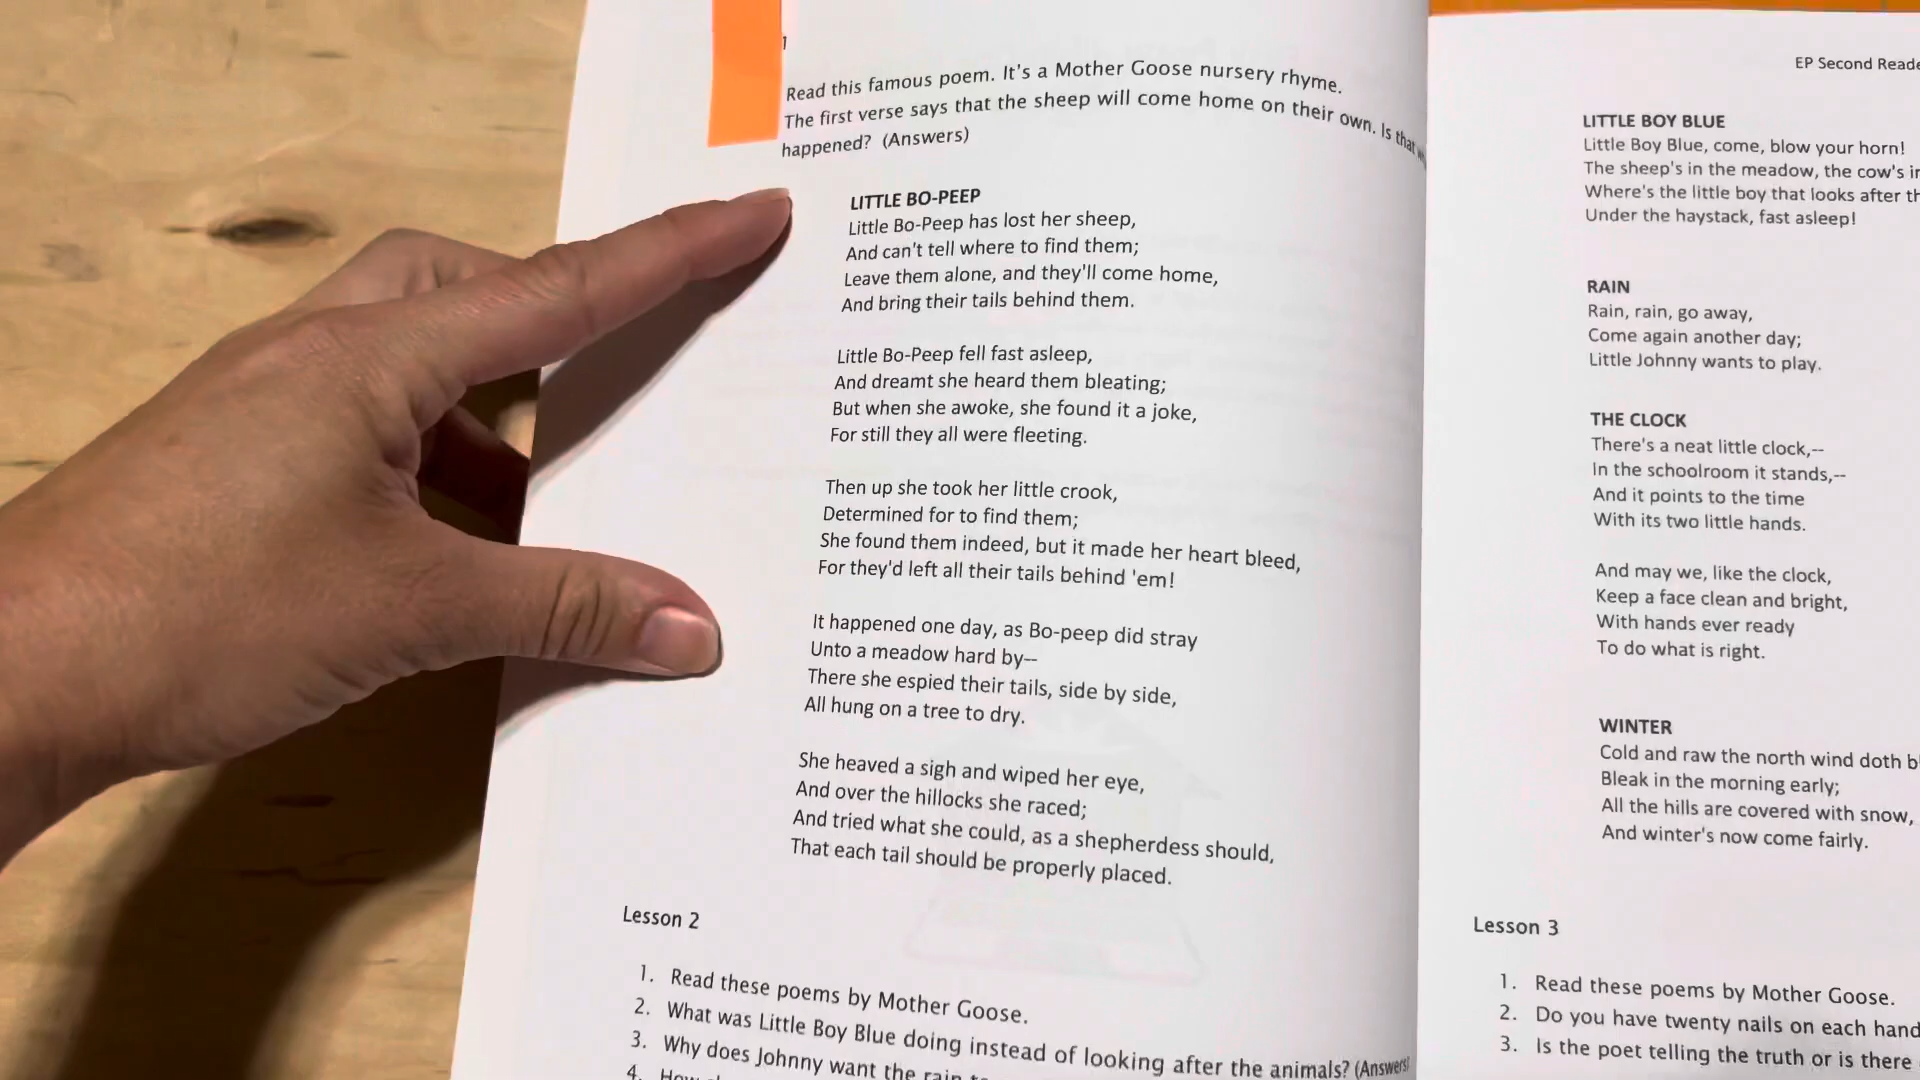 1
Read this famous poem. It's a Mother Goose nursery rhyme.
The first verse says that the sheep will come home on their own. Is that
happened? (Answers)
LITTLE BO-PEEP
Little Bo-Peep has lost her sheep,
And can't tell where to find them;
Leave them alone, and they'll come home,
And bring their tails behind them.
Little Bo-Peep fell fast asleep,
And dreamt she heard them bleating;
But when she awoke, she found it a joke,
For still they all were fleeting.
Then up she took her little crook,
Determined for to find them;
She found them indeed, but it made her heart bleed,
For they'd left all their tails behind 'em!
It happened one day, as Bo-peep did stray
Unto a meadow hard by--
There she espied their tails, side by side,
All hung on a tree to dry.
She heaved a sigh and wiped her eye,
And over the hillocks she raced;
And tried what she could, as a shepherdess should,
That each tail should be properly placed.
Lesson 2
1. Read these poems by Mother Goose.
2. What was Little Boy Blue doing instead of looking after the animals? (Answers)
3. Why does Johnny want the rain
4.
EP Second
LITTLE BOY BLUE
Little Boy Blue, come, blow your horn!
The sheep's in the meadow, the cow's
Where's the little boy that looks after
Under the haystack, fast asleep!
RAIN
Rain, rain, go away,
Come again another day;
Little Johnny wants to play.
THE CLOCK
There's a neat little clock,--
In the schoolroom it stands,--
And it points to the time
With its two little hands.
And may we, like the clock,
Keep a face clean and bright,
With hands ever ready
To do what is right.
WINTER
Cold and raw the north wind doth
Bleak in the morning early;
All the hills are covered with snow,
And winter's now come fairly.
Lesson 3
1. Read these poems by Mother Goose.
2. Do you have twenty nails on each hand
3. Is the poet telling the truth or is there